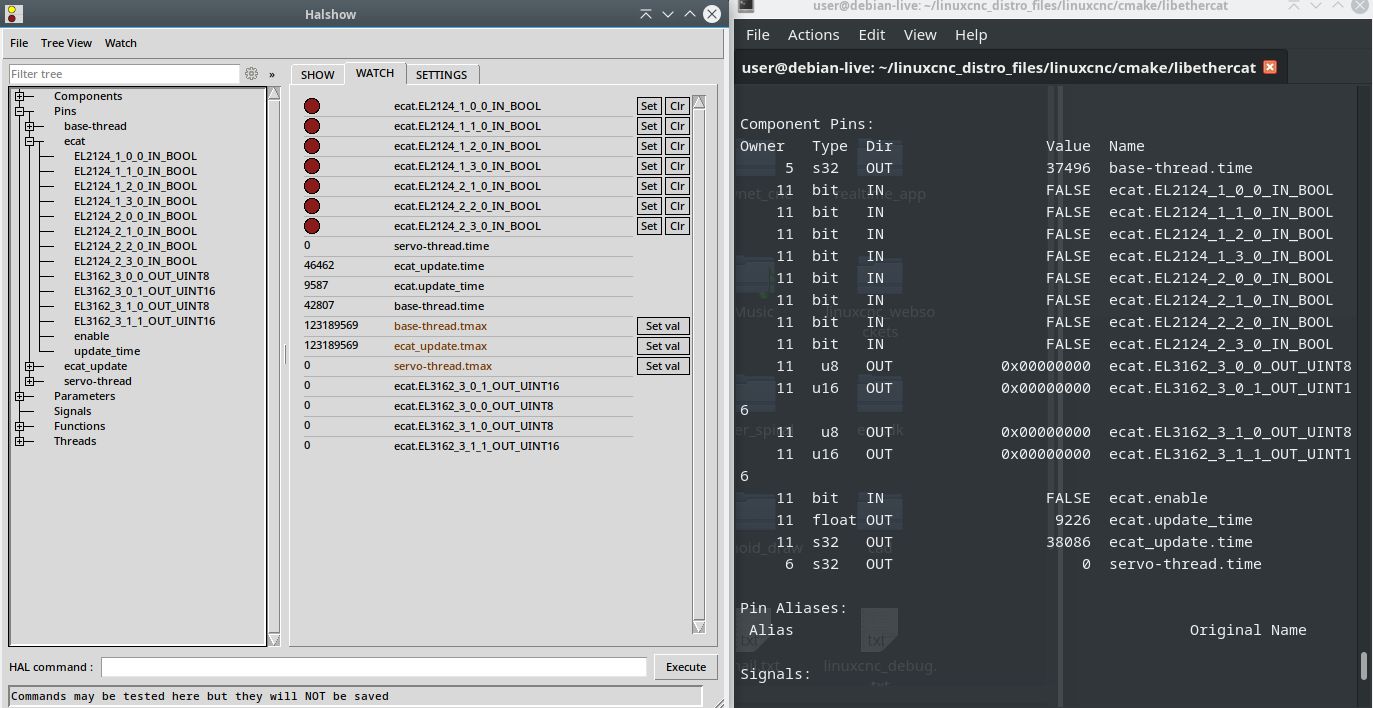 Halshow
File Tree View Watch
Filter tree »
Components
Pins
base-thread
ecat
EL2124_1_0_0_IN_BOOL
EL2124_1_1_0_IN_BOOL
EL2124_1_2_0_IN_BOOL
EL2124_1_3_0_IN_BOOL
EL2124_2_0_0_IN_BOOL
EL2124_2_1_0_IN_BOOL
EL2124_2_2_0_IN_BOOL
EL2124_2_3_0_IN_BOOL
EL3162_3_0_0_OUT_UINT8
EL3162_3_0_1_OUT_UINT16
EL3162_3_1_0_OUT_UINT8
EL3162_3_1_1_OUT_UINT16
enable
update_time
ecat_update
servo-thread
Parameters
Signals
Functions
Threads
SHOW WATCH SETTINGS
ecat.EL2124_1_0_0_IN_BOOL Set Clr
ecat.EL2124_1_1_0_IN_BOOL Set Clr
ecat.EL2124_1_2_0_IN_BOOL Set Clr
ecat.EL2124_1_3_0_IN_BOOL Set Clr
ecat.EL2124_2_1_0_IN_BOOL Set Clr
ecat.EL2124_2_2_0_IN_BOOL Set Clr
ecat.EL2124_2_3_0_IN_BOOL Set Clr
0 servo-thread.time
46462 ecat_update.time
9587 ecat.update_time
42807 base-thread.time
123189569 base-thread.tmax Set val
123189569 ecat_update.tmax Set val
0 servo-thread.tmax Set val
0 ecat.EL3162_3_0_1_OUT_UINT16
0 ecat.EL3162_3_0_0_OUT_UINT8
0 ecat.EL3162_3_1_0_OUT_UINT8
0 ecat.EL3162_3_1_1_OUT_UINT16
HAL command : Execute
Commands may be tested here but they will NOT be saved
user@debian-live: ~/linuxcnc_distro_files/linuxcnc/cmake/libethercat
File Actions Edit View Help
user@debian-live: ~/linuxcnc_distro_files/linuxcnc/cmake/libethercat
Component Pins:
Owner Type Dir Value Name
5 s32 OUT 37496 base-thread.time
11 bit IN FALSE ecat.EL2124_1_0_0_IN_BOOL
11 bit IN FALSE ecat.EL2124_1_1_0_IN_BOOL
11 bit IN FALSE ecat.EL2124_1_2_0_IN_BOOL
11 bit IN FALSE ecat.EL2124_1_3_0_IN_BOOL
11 bit IN FALSE ecat.EL2124_2_0_0_IN_BOOL
11 bit IN FALSE ecat.EL2124_2_1_0_IN_BOOL
11 bit IN FALSE ecat.EL2124_2_2_0_IN_BOOL
11 bit IN FALSE ecat.EL2124_2_3_0_IN_BOOL
11 u8 OUT 0x00000000 ecat.EL3162_3_0_0_OUT_UINT8
11 u16 OUT 0x00000000 ecat.EL3162_3_0_1_OUT_UINT1
6
11 u8 OUT 0x00000000 ecat.EL3162_3_1_0_OUT_UINT8
11 u16 OUT 0x00000000 ecat.EL3162_3_1_1_OUT_UINT1
6
11 bit IN FALSE ecat.enable
11 float OUT 9226 ecat.update_time
11 s32 OUT 38086 ecat_update.time
6 s32 OUT 0 servo-thread.time
Pin Aliases:
Alias Original Name
Signals:
Music
linuxcnc_webso
ckets
linuxcnc_debug.
txt